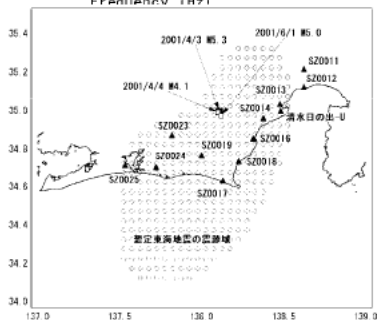 Frequency [Hz]
35.4
2001/4/3 M5.3
2001/6/1 M5.0
35.2
SZ0011
2001/4/4 M4.1
SZ0012
SZ0013
35.0
SZ0014
清水日の出-U
SZ0023
34.8
SZ0019
SZ0016
SZ0024
SZ0018
SZ0025
34.6
SZ0017
34.4
想定東海地震の震源域
34.2
34.0
137.0
137.5
138.0
138.5
139.0